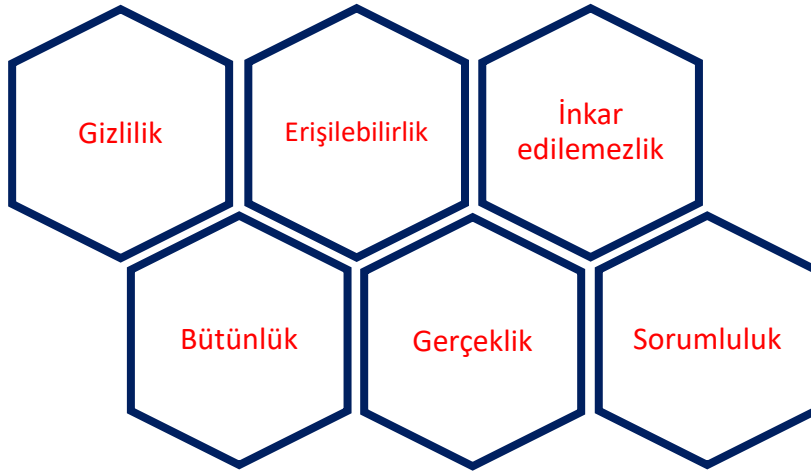 Gizlilik
Erişilebilirlik
İnkar
edilemezlik
Bütünlük
Gerçeklik
Sorumluluk